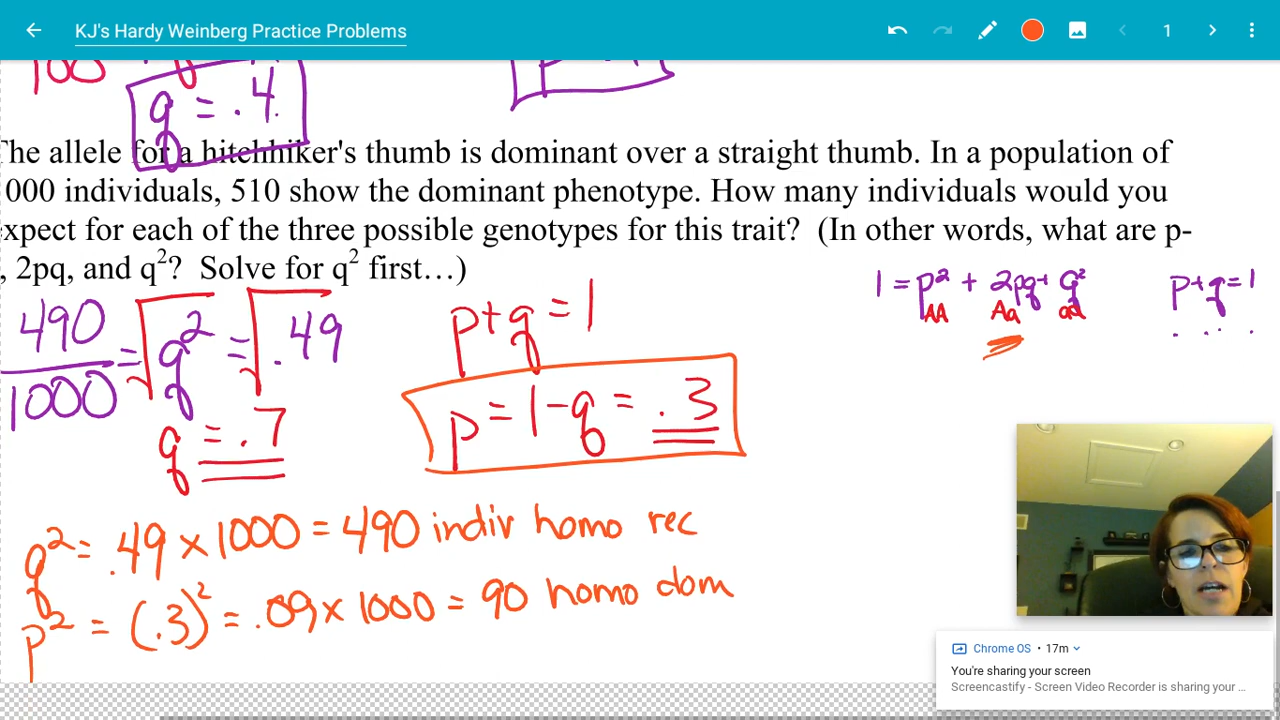 KJ's Hardy Weinberg Practice Problems
1
100
q = .4
The allele for a hitchhiker's thumb is dominant over a straight thumb. In a population of
000 individuals, 510 show the dominant phenotype. How many individuals would you
xpect for each of the three possible genotypes for this trait? (In other words, what are p-
, 2pq, and q²? Solve for q² first…)
1 = p² + 2pq + q²
AA Aa aa
p+q=1
490/1000 = √q² = √.49
q = .7
p+q=1
p = 1-q = .3
q² = .49 x 1000 = 490 indiv homo rec
p² = (.3)² = .09 x 1000 = 90 homo dom
Chrome OS • 17m
You're sharing your screen
Screencastify - Screen Video Recorder is sharing your ...